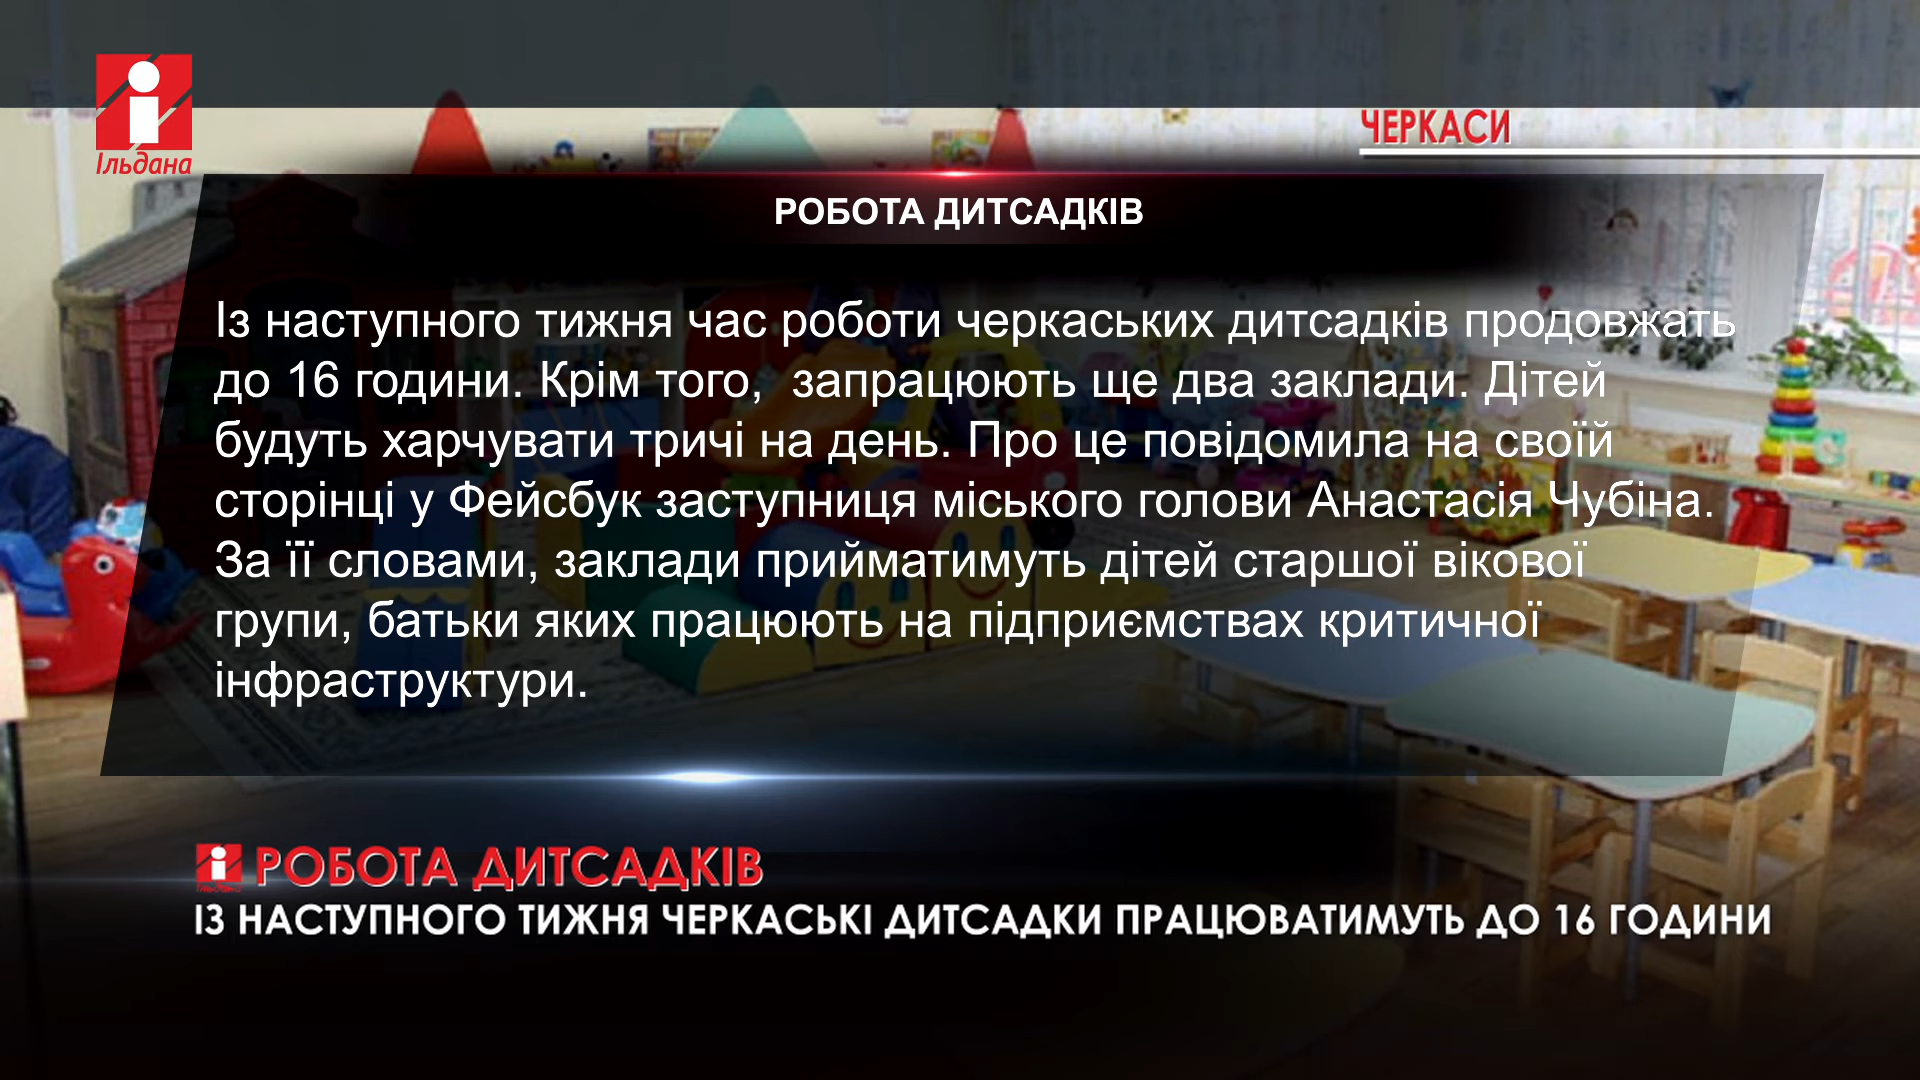 Ільдана
ЧЕРКАСИ
РОБОТА ДИТСАДКІВ
Із наступного тижня час роботи черкаських дитсадків продовжать
до 16 години. Крім того,  запрацюють ще два заклади. Дітей
будуть харчувати тричі на день. Про це повідомила на своїй
сторінці у Фейсбук заступниця міського голови Анастасія Чубіна.
За її словами, заклади прийматимуть дітей старшої вікової
групи, батьки яких працюють на підприємствах критичної
інфраструктури.
РОБОТА ДИТСАДКІВ
ІЗ НАСТУПНОГО ТИЖНЯ ЧЕРКАСЬКІ ДИТСАДКИ ПРАЦЮВАТИМУТЬ ДО 16 ГОДИНИ